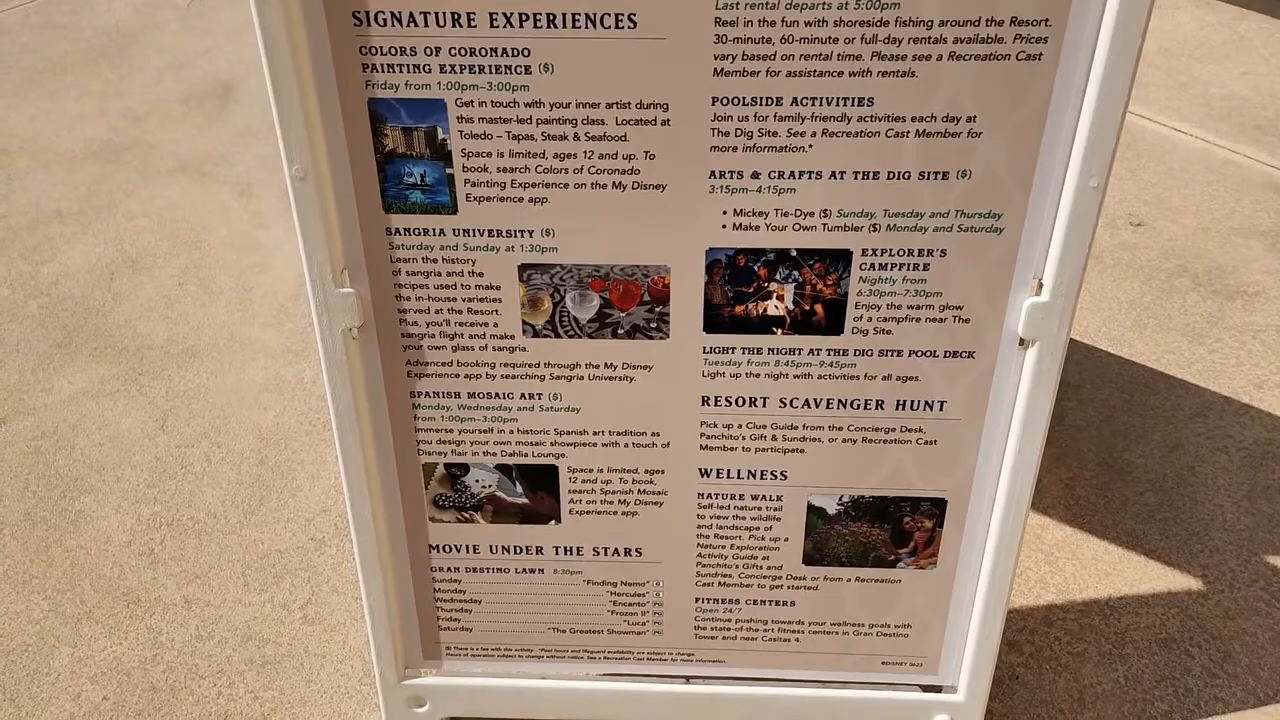 SIGNATURE EXPERIENCES
COLORS OF CORONADO
PAINTING EXPERIENCE ($)
Friday from 1:00pm–3:00pm
Get in touch with your inner artist during
this master-led painting class. Located at
Toledo – Tapas, Steak & Seafood.
Space is limited, ages 12 and up. To
book, search Colors of Coronado
Painting Experience on the My Disney
Experience app.
SANGRIA UNIVERSITY ($)
Saturday and Sunday at 1:30pm
Learn the history
of sangria and the
recipes used to make
the in-house varieties
served at the Resort.
Plus, you'll receive a
sangria flight and make
your own glass of sangria.
Advanced booking required through the My Disney
Experience app by searching Sangria University.
SPANISH MOSAIC ART ($)
Monday, Wednesday and Saturday
from 1:00pm–3:00pm
Immerse yourself in a historic Spanish art tradition as
you design your own mosaic showpiece with a touch of
Disney flair in the Dahlia Lounge.
Space is limited, ages
12 and up. To book,
search Spanish Mosaic
Art on the My Disney
Experience app.
MOVIE UNDER THE STARS
GRAN DESTINO LAWN 8:30pm
Sunday "Finding Nemo" G
Monday "Hercules" G
Wednesday "Encanto" PG
Thursday "Frozen II" PG
Friday "Luca" PG
Saturday "The Greatest Showman" PG
($) There is a fee with this activity. *Pool hours and lifeguard availability are subject to change.
Hours of operation subject to change without notice. See a Recreation Cast Member for more information.
Last rental departs at 5:00pm
Reel in the fun with shoreside fishing around the Resort.
30-minute, 60-minute or full-day rentals available. Prices
vary based on rental time. Please see a Recreation Cast
Member for assistance with rentals.
POOLSIDE ACTIVITIES
Join us for family-friendly activities each day at
The Dig Site. See a Recreation Cast Member for
more information.*
ARTS & CRAFTS AT THE DIG SITE ($)
3:15pm–4:15pm
• Mickey Tie-Dye ($) Sunday, Tuesday and Thursday
• Make Your Own Tumbler ($) Monday and Saturday
EXPLORER'S
CAMPFIRE
Nightly from
6:30pm–7:30pm
Enjoy the warm glow
of a campfire near The
Dig Site.
LIGHT THE NIGHT AT THE DIG SITE POOL DECK
Tuesday from 8:45pm–9:45pm
Light up the night with activities for all ages.
RESORT SCAVENGER HUNT
Pick up a Clue Guide from the Concierge Desk,
Panchito's Gift & Sundries, or any Recreation Cast
Member to participate.
WELLNESS
NATURE WALK
Self-led nature trail
to view the wildlife
and landscape of
the Resort. Pick up a
Nature Exploration
Activity Guide at
Panchito's Gifts and
Sundries, Concierge Desk or from a Recreation
Cast Member to get started.
FITNESS CENTERS
Open 24/7
Continue pushing towards your wellness goals with
the state-of-the-art fitness centers in Gran Destino
Tower and near Casitas 4.
©DISNEY 0623